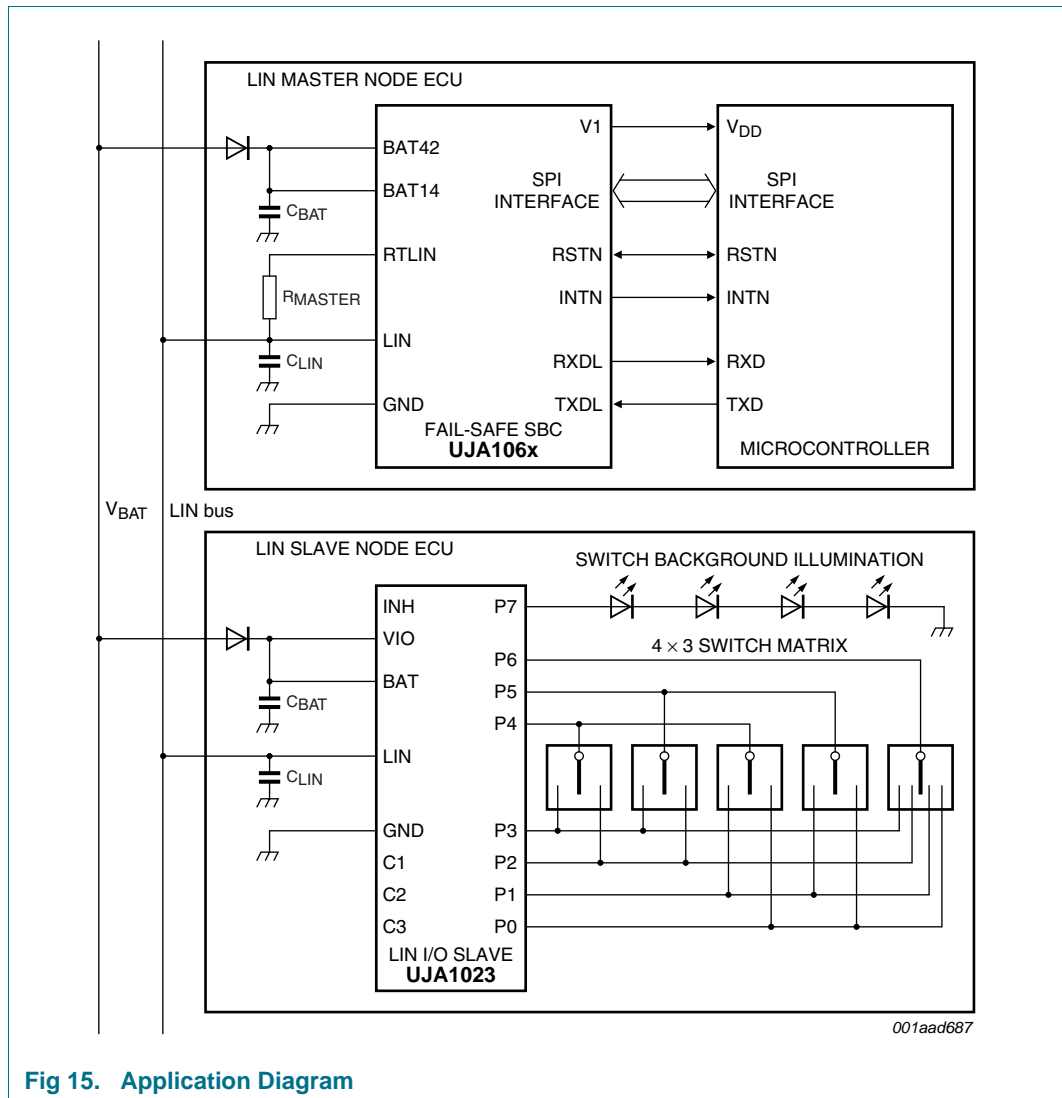 LIN MASTER NODE ECU
BAT42
BAT14
CBAT
RTLIN
RMASTER
LIN
CLIN
GND
V1
SPI
INTERFACE
RSTN
INTN
RXDL
TXDL
FAIL-SAFE SBC
UJA106x
VDD
SPI
INTERFACE
RSTN
INTN
RXD
TXD
MICROCONTROLLER
VBAT
LIN bus
LIN SLAVE NODE ECU
INH
VIO
BAT
CBAT
LIN
CLIN
GND
C1
C2
C3
P7
P6
P5
P4
P3
P2
P1
P0
LIN I/O SLAVE
UJA1023
SWITCH BACKGROUND ILLUMINATION
4 × 3 SWITCH MATRIX
001aad687
Fig 15. Application Diagram